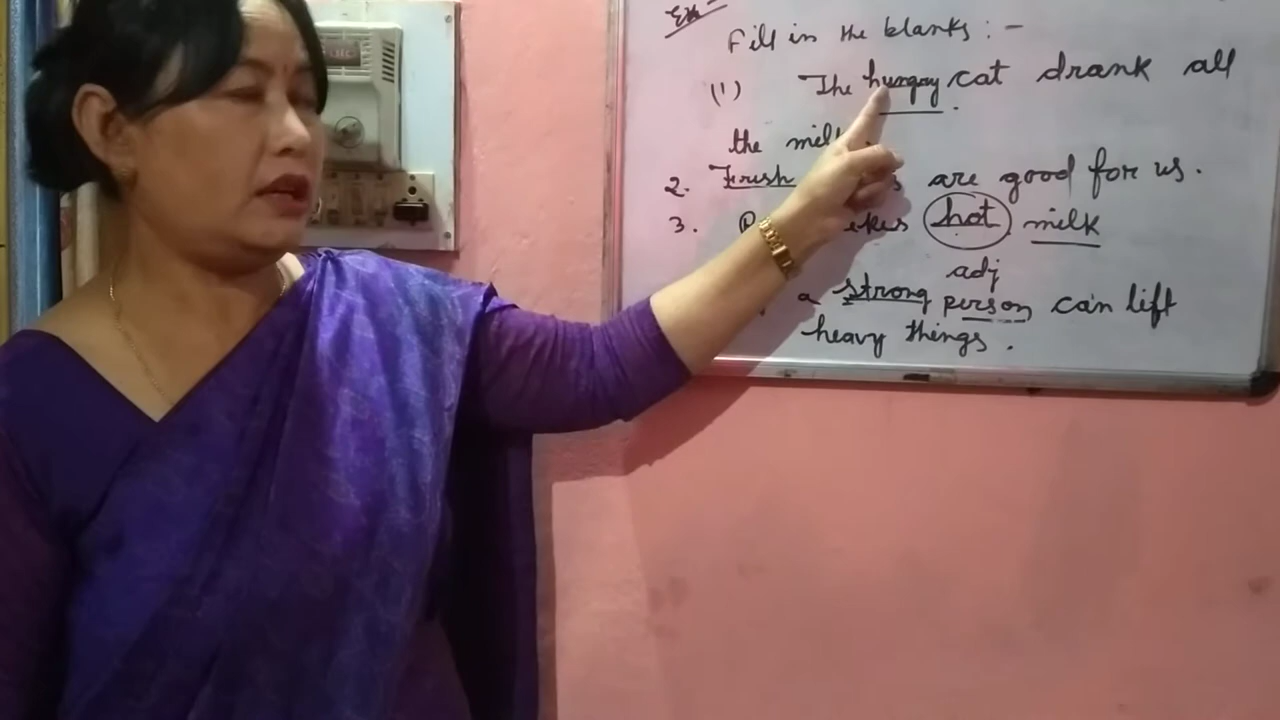 Ex -
Fill in the blanks : -
(1) The hungry cat drank all
the milk
2. Fresh are good for us.
3. hot milk
adj
a strong person can lift
heavy things.